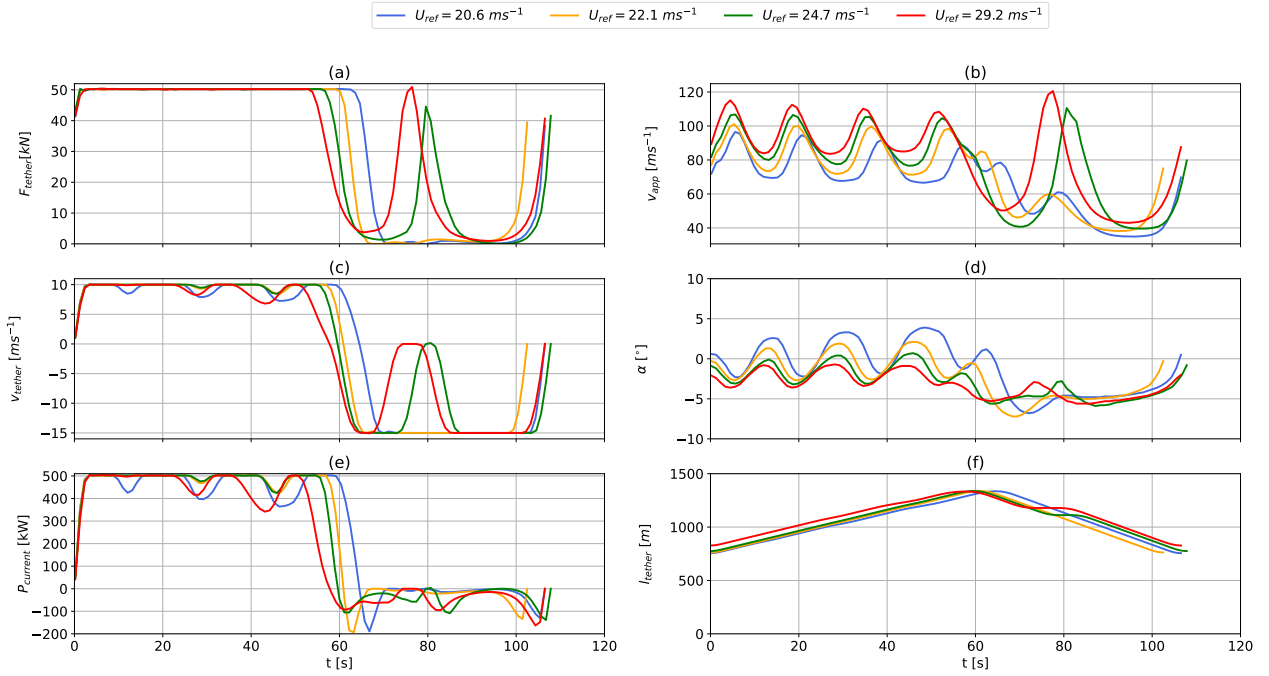 U_ref = 20.6 ms⁻¹ U_ref = 22.1 ms⁻¹ U_ref = 24.7 ms⁻¹ U_ref = 29.2 ms⁻¹
(a)
50
40
30
20
10
0
F_tether[kN]
(b)
120
100
80
60
40
v_app [ms⁻¹]
(c)
10
5
0
−5
−10
−15
v_tether [ms⁻¹]
(d)
10
5
0
−5
−10
α [°]
(e)
500
400
300
200
100
0
−100
−200
P_current [kW]
0 20 40 60 80 100 120
t [s]
(f)
1500
1000
500
0
l_tether [m]
0 20 40 60 80 100 120
t [s]